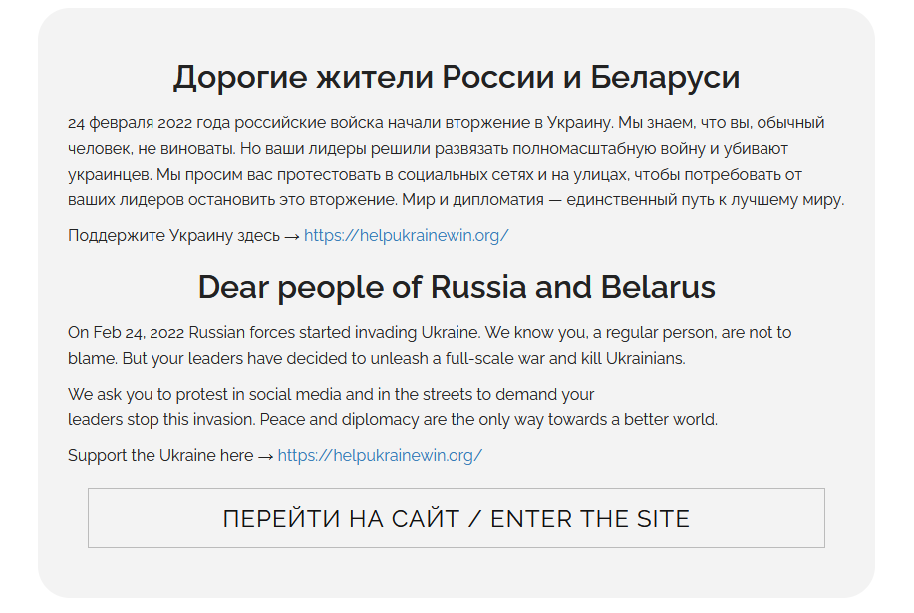 Дорогие жители России и Беларуси
24 февраля 2022 года российские войска начали вторжение в Украину. Мы знаем, что вы, обычный
человек, не виноваты. Но ваши лидеры решили развязать полномасштабную войну и убивают
украинцев. Мы просим вас протестовать в социальных сетях и на улицах, чтобы потребовать от
ваших лидеров остановить это вторжение. Мир и дипломатия — единственный путь к лучшему миру.
Поддержите Украину здесь → https://helpukrainewin.org/
Dear people of Russia and Belarus
On Feb 24, 2022 Russian forces started invading Ukraine. We know you, a regular person, are not to
blame. But your leaders have decided to unleash a full-scale war and kill Ukrainians.
We ask you to protest in social media and in the streets to demand your
leaders stop this invasion. Peace and diplomacy are the only way towards a better world.
Support the Ukraine here → https://helpukrainewin.org/
ПЕРЕЙТИ НА САЙТ / ENTER THE SITE